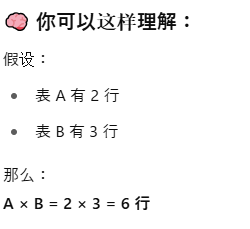 🧠 你可以这样理解：
假设：
• 表 A 有 2 行
• 表 B 有 3 行
那么：
A × B = 2 × 3 = 6 行